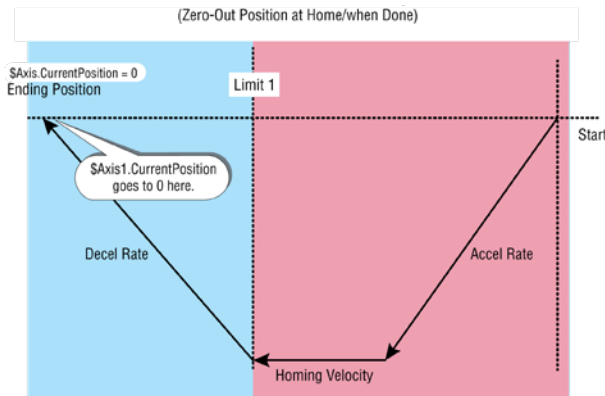 (Zero-Out Position at Home/when Done)
$Axis.CurrentPosition = 0
Ending Position
Limit 1
Start
$Axis1.CurrentPosition
goes to 0 here.
Decel Rate
Accel Rate
Homing Velocity